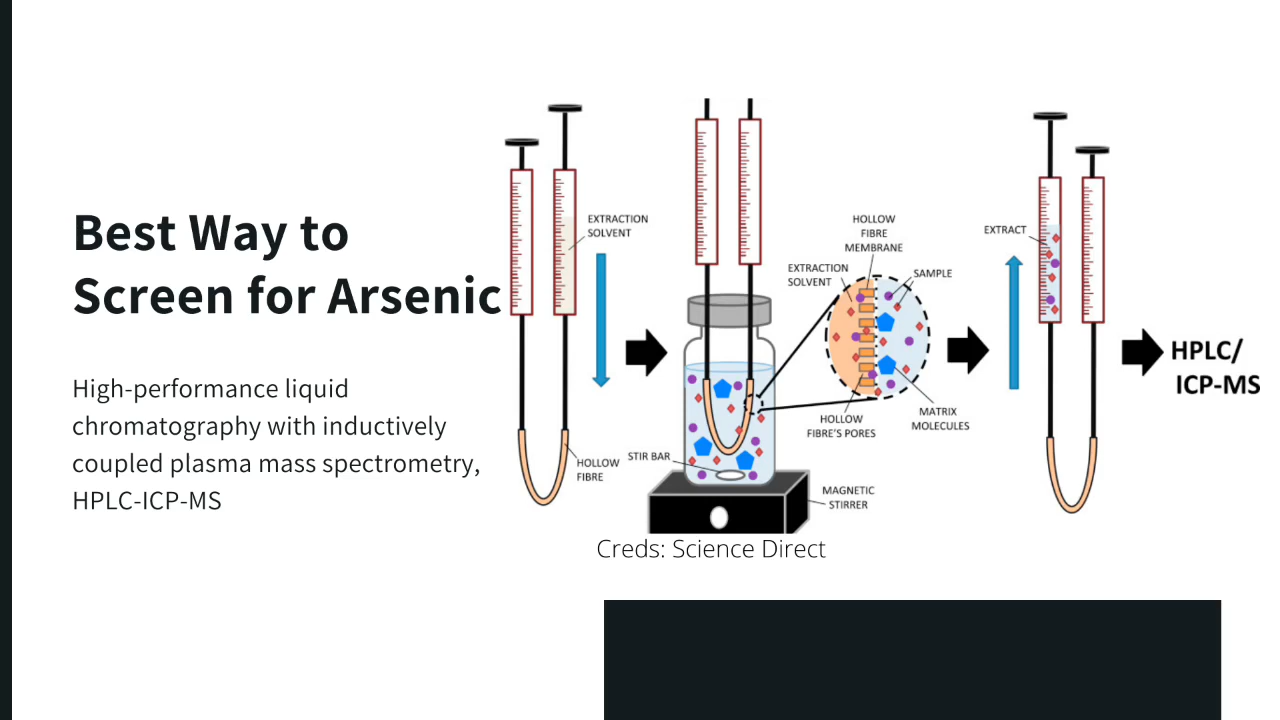 Best Way to
Screen for Arsenic
High-performance liquid
chromatography with inductively
coupled plasma mass spectrometry,
HPLC-ICP-MS
EXTRACTION
SOLVENT
HOLLOW
FIBRE
STIR BAR
MAGNETIC
STIRRER
HOLLOW
FIBRE
MEMBRANE
EXTRACTION
SOLVENT
SAMPLE
HOLLOW
FIBRE'S PORES
MATRIX
MOLECULES
EXTRACT
HPLC/
ICP-MS
Creds: Science Direct